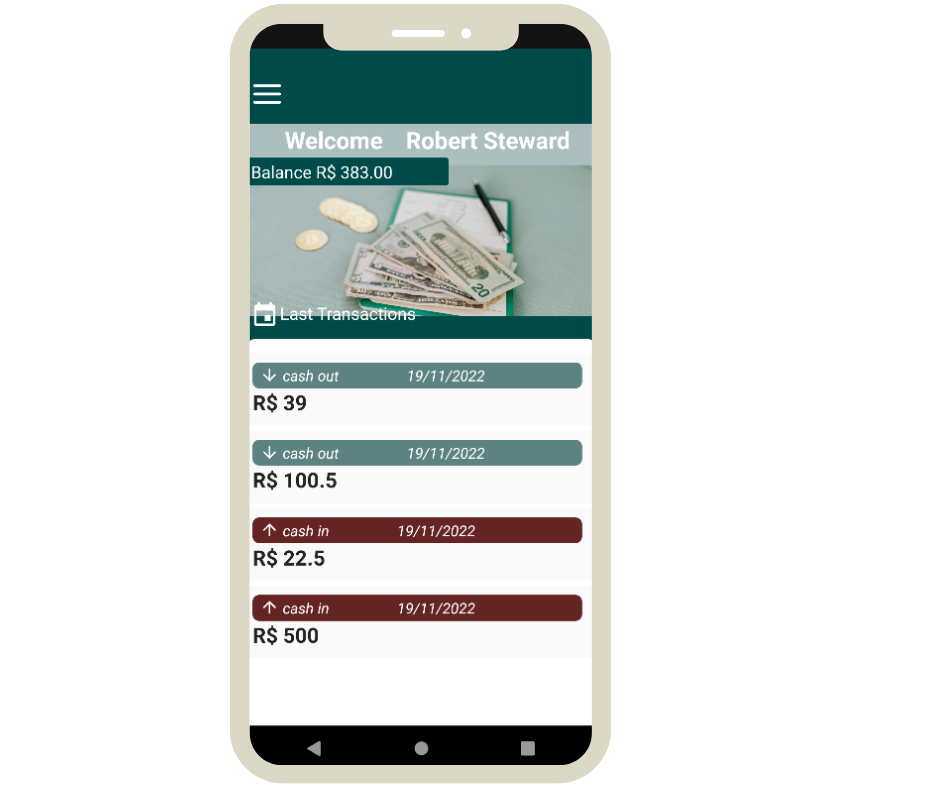 Welcome Robert Steward
Balance R$ 383.00
20
Last Transactions
cash out 19/11/2022
R$ 39
cash out 19/11/2022
R$ 100.5
cash in 19/11/2022
R$ 22.5
cash in 19/11/2022
R$ 500